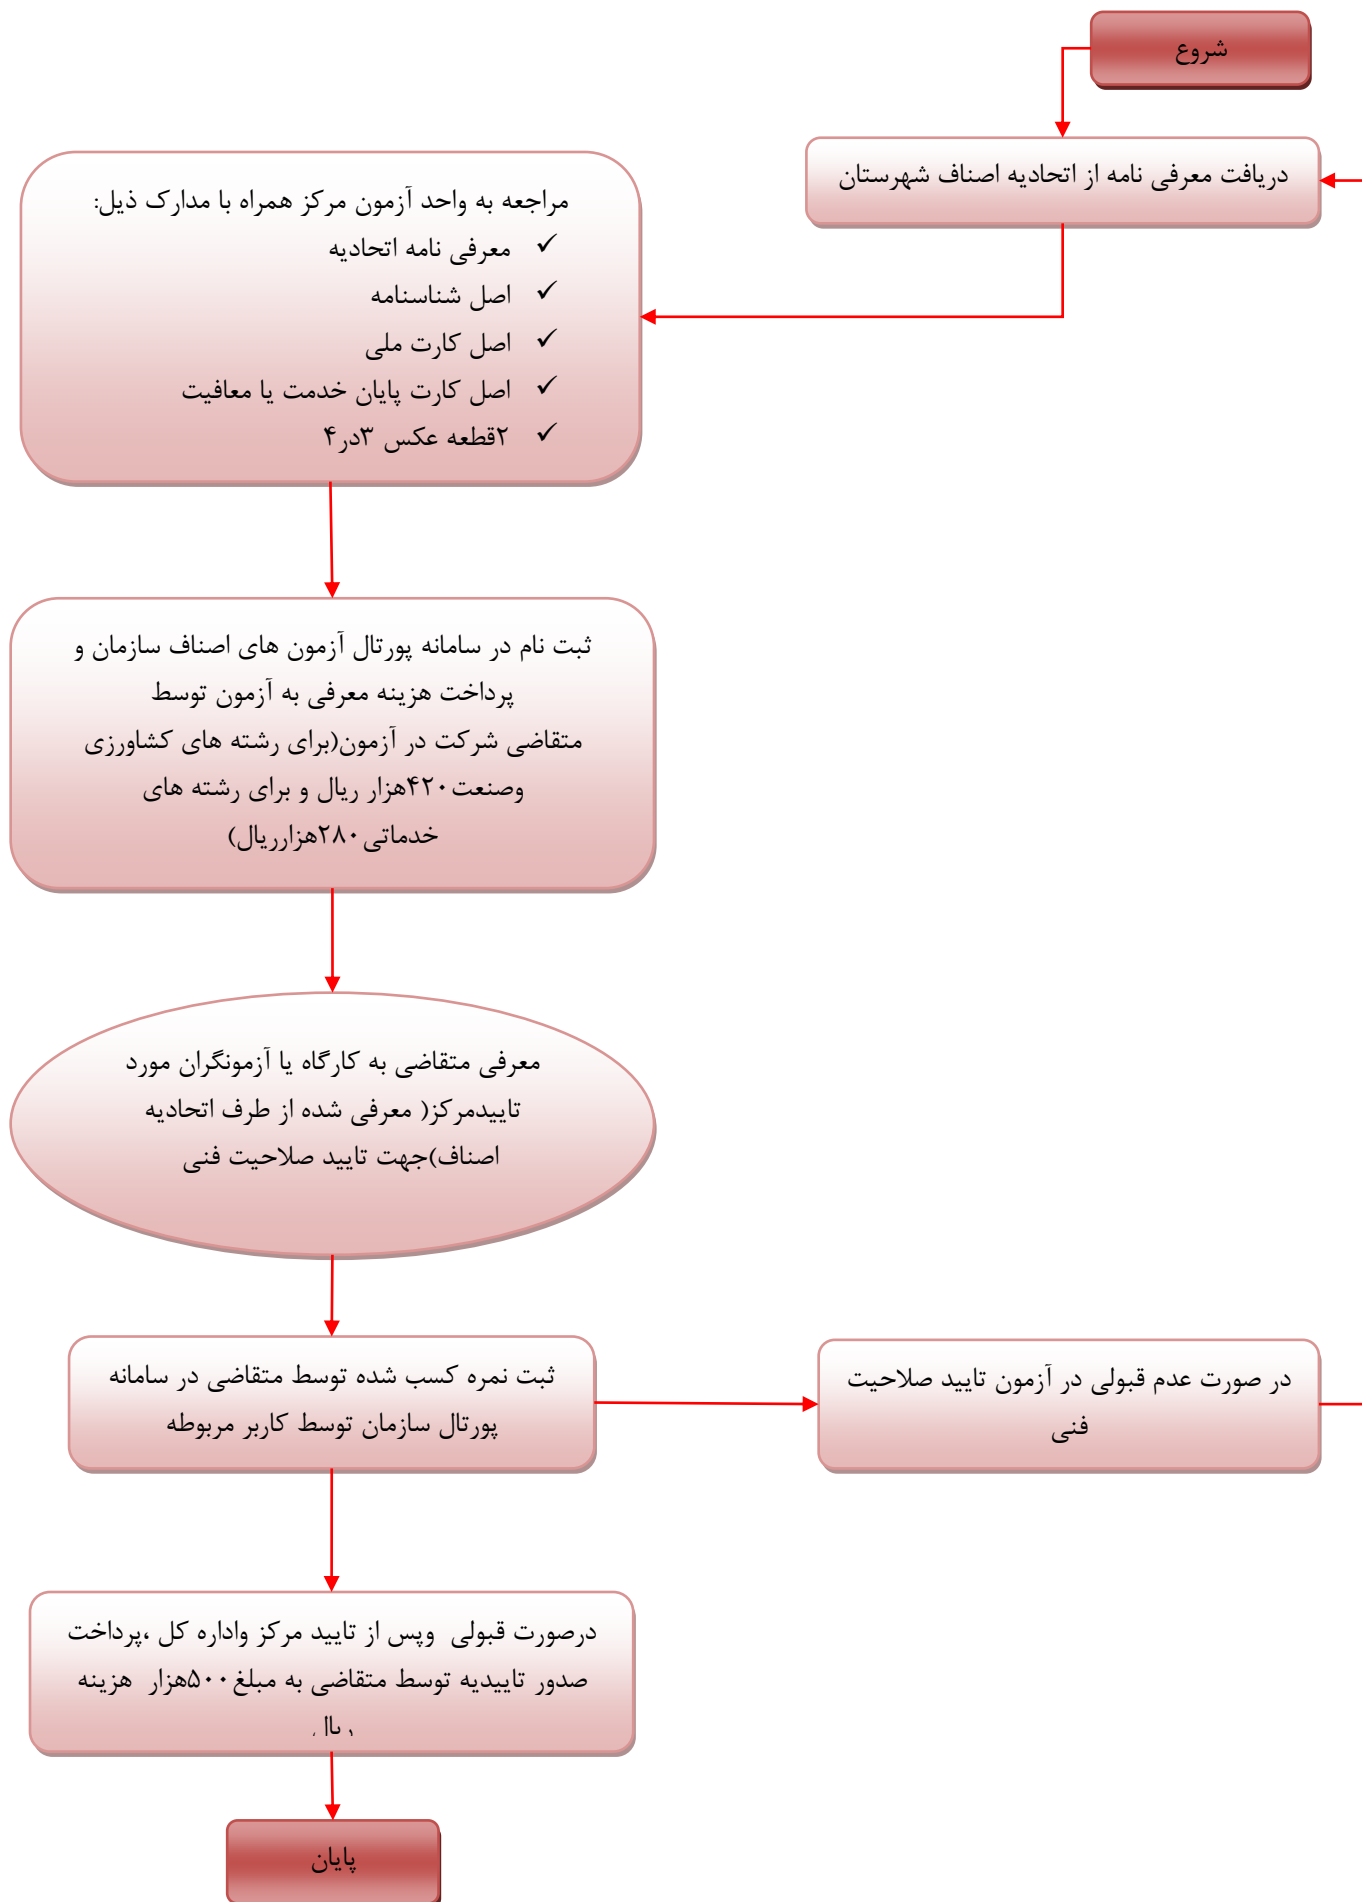 شروع
دریافت معرفی نامه از اتحادیه اصناف شهرستان
مراجعه به واحد آزمون مرکز همراه با مدارک ذیل:
✓ معرفی نامه اتحادیه
✓ اصل شناسنامه
✓ اصل کارت ملی
✓ اصل کارت پایان خدمت یا معافیت
✓ ۲قطعه عکس ۳در۴
ثبت نام در سامانه پورتال آزمون های اصناف سازمان و
پرداخت هزینه معرفی به آزمون توسط
متقاضی شرکت در آزمون(برای رشته های کشاورزی
وصنعت۴۲۰هزار ریال و برای رشته های
خدماتی۲۸۰هزارریال)
معرفی متقاضی به کارگاه یا آزمونگران مورد
تاییدمرکز( معرفی شده از طرف اتحادیه
اصناف)جهت تایید صلاحیت فنی
ثبت نمره کسب شده توسط متقاضی در سامانه
پورتال سازمان توسط کاربر مربوطه
در صورت عدم قبولی در آزمون تایید صلاحیت
فنی
درصورت قبولی  وپس از تایید مرکز واداره کل ،پرداخت
صدور تاییدیه توسط متقاضی به مبلغ۵۰۰هزار  هزینه
ریال
پایان